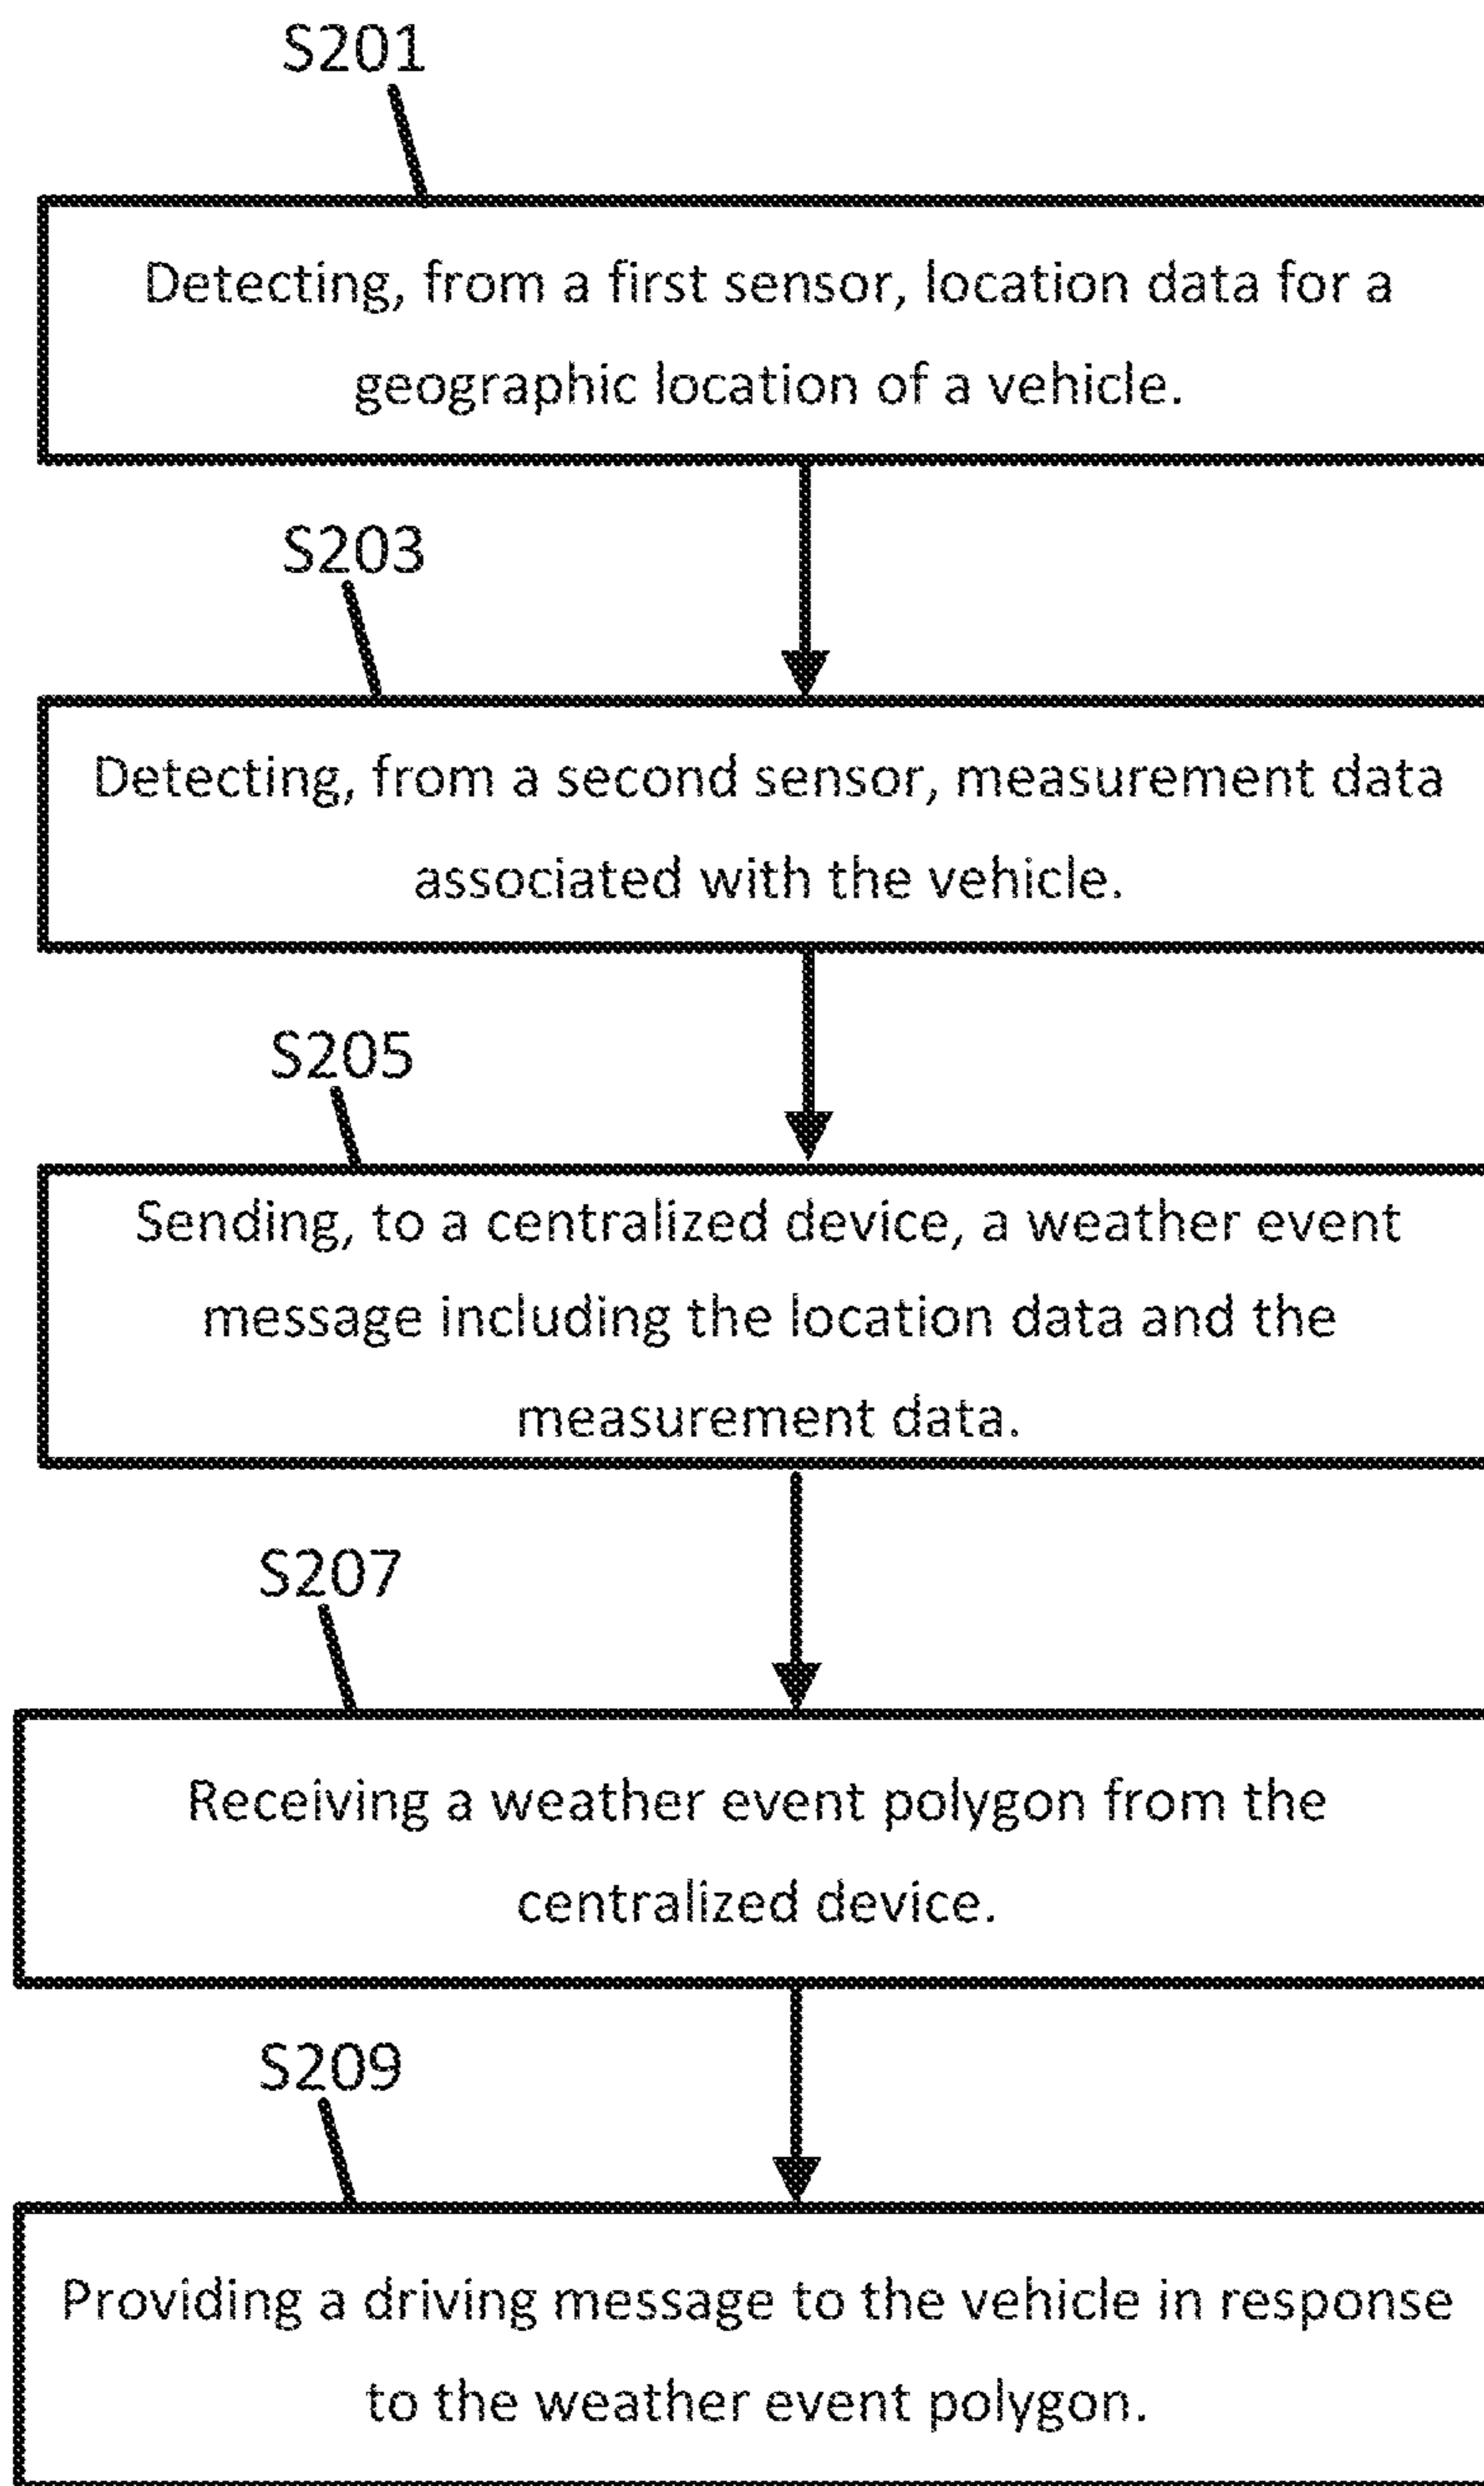 S201
Detecting, from a first sensor, location data for a
geographic location of a vehicle.
S203
Detecting, from a second sensor, measurement data
associated with the vehicle.
S205
Sending, to a centralized device, a weather event
message including the location data and the
measurement data.
S207
Receiving a weather event polygon from the
centralized device.
S209
Providing a driving message to the vehicle in response
to the weather event polygon.